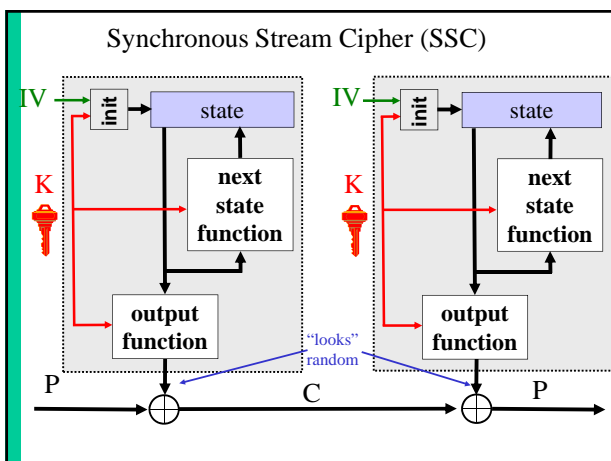 Synchronous Stream Cipher (SSC)
IV
init
state
K
next
state
function
output
function
IV
init
state
K
next
state
function
output
function
“looks”
random
P
C
P